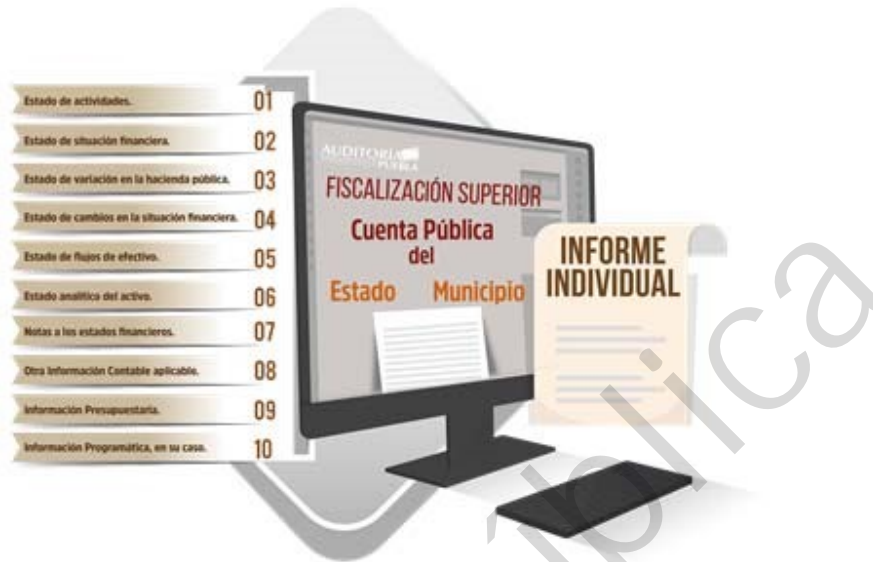 Estado de actividades. 01
Estado de situación financiera. 02
Estado de variación en la hacienda pública. 03
Estado de cambios en la situación financiera. 04
Estado de flujos de efectivo. 05
Estado analítico del activo. 06
Notas a los estados financieros. 07
Otra Información Contable aplicable. 08
Información Presupuestaria. 09
Información Programática, en su caso. 10
AUDITORÍA
PUEBLA
FISCALIZACIÓN SUPERIOR
Cuenta Pública
del
Estado Municipio
INFORME
INDIVIDUAL
ública